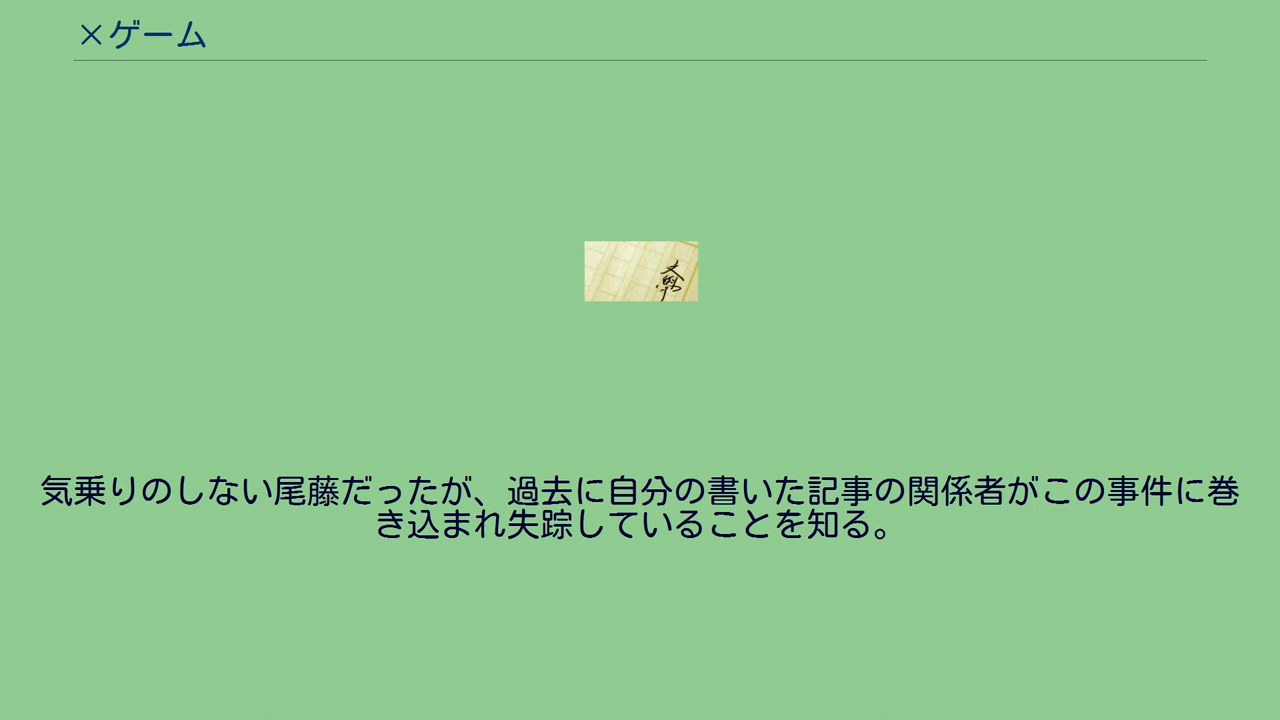 ×ゲーム
気乗りのしない尾藤だったが、過去に自分の書いた記事の関係者がこの事件に巻
き込まれ失踪していることを知る。